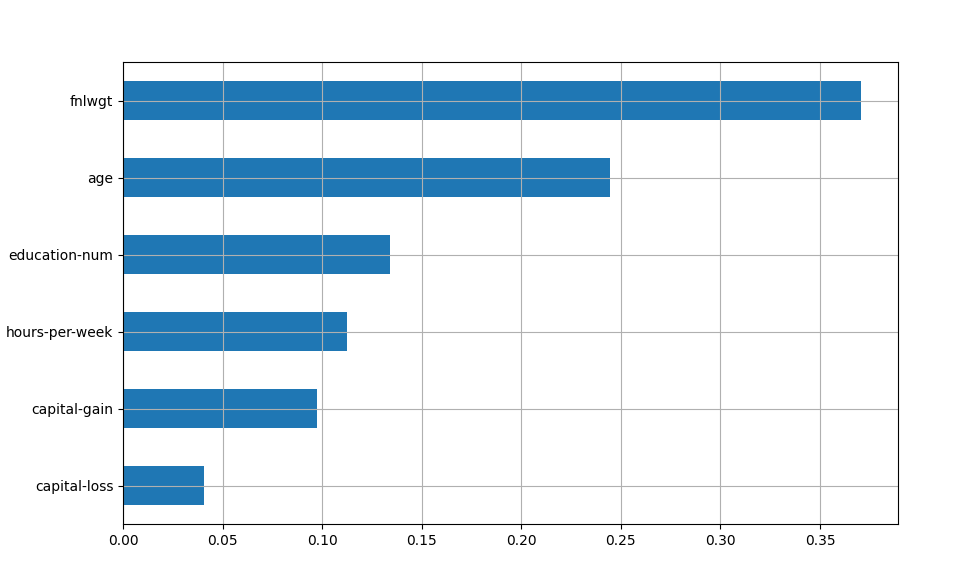 fnlwgt
age
education-num
hours-per-week
capital-gain
capital-loss
0.00 0.05 0.10 0.15 0.20 0.25 0.30 0.35